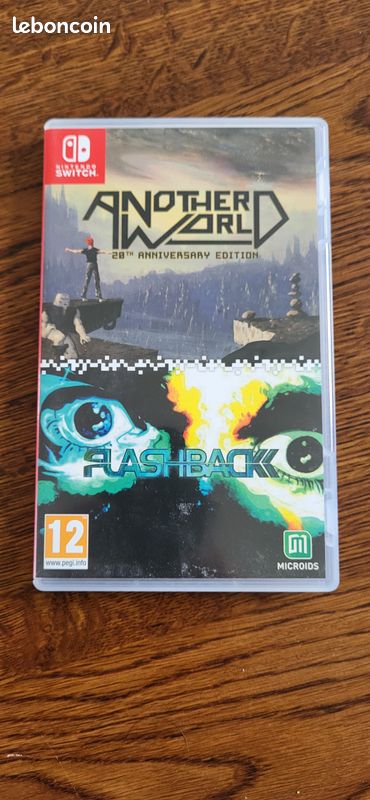 leboncoin
NINTENDO
SWITCH
ANOTHER
WORLD
20TH ANNIVERSARY EDITION
FLASHBACK
12
www.pegi.info
MICROIDS